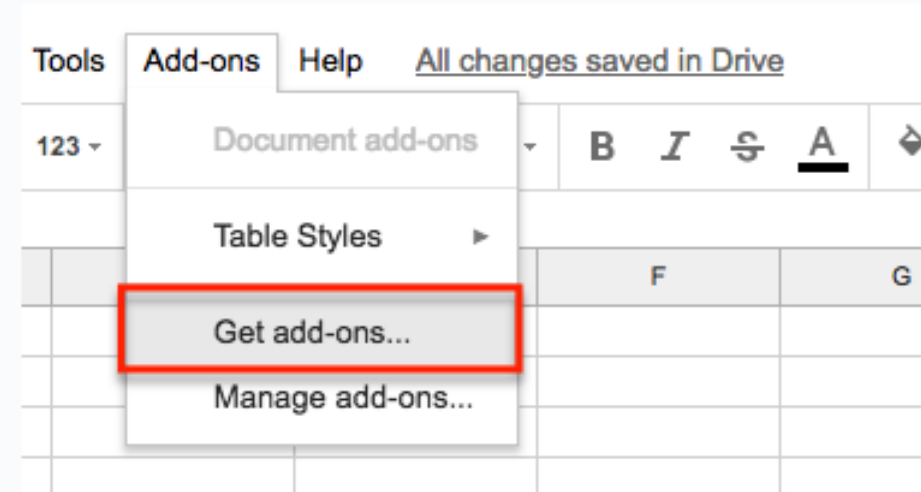 Tools Add-ons Help All changes saved in Drive
123 B I S A
Document add-ons
Table Styles
F G
Get add-ons...
Manage add-ons...